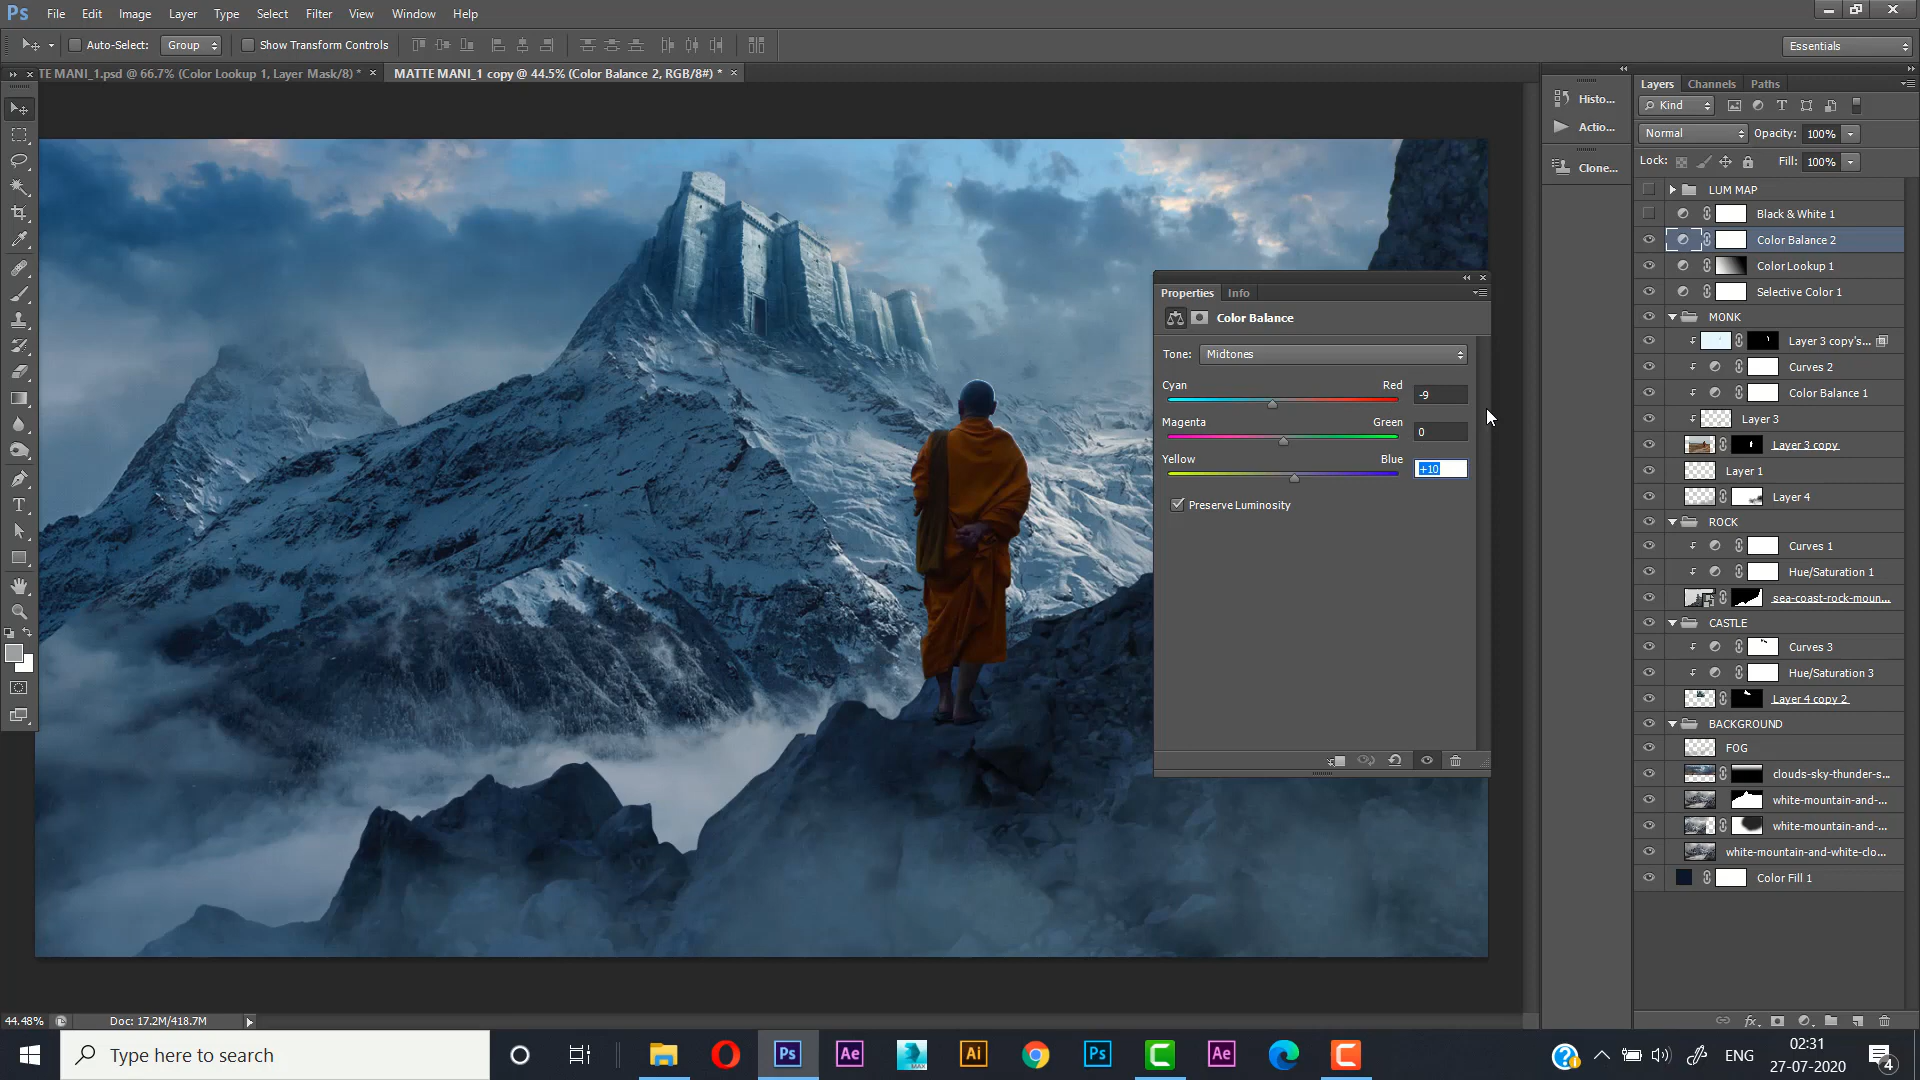 Ps File Edit Image Layer Type Select Filter View Window Help
Auto-Select: Group Show Transform Controls Essentials
TE MANI_1.psd @ 66.7% (Color Lookup 1, Layer Mask/8) * MATTE MANI_1 copy @ 44.5% (Color Balance 2, RGB/8#) *
Histo...
Actio...
Clone...
Layers Channels Paths
Kind
Normal Opacity: 100%
Lock: Fill: 100%
LUM MAP
Black & White 1
Color Balance 2
Color Lookup 1
Selective Color 1
MONK
Layer 3 copy's...
Curves 2
Color Balance 1
Layer 3
Layer 3 copy
Layer 1
Layer 4
ROCK
Curves 1
Hue/Saturation 1
sea-coast-rock-moun...
CASTLE
Curves 3
Hue/Saturation 3
Layer 4 copy 2
BACKGROUND
FOG
clouds-sky-thunder-s...
white-mountain-and-...
white-mountain-and-...
white-mountain-and-white-clo...
Color Fill 1
Properties Info
Color Balance
Tone: Midtones
Cyan Red -9
Magenta Green 0
Yellow Blue +10
Preserve Luminosity
44.48% Doc: 17.2M/418.7M
Type here to search
Ps Ae MAX Ai Ps C Ae C
ENG
02:31
27-07-2020
4